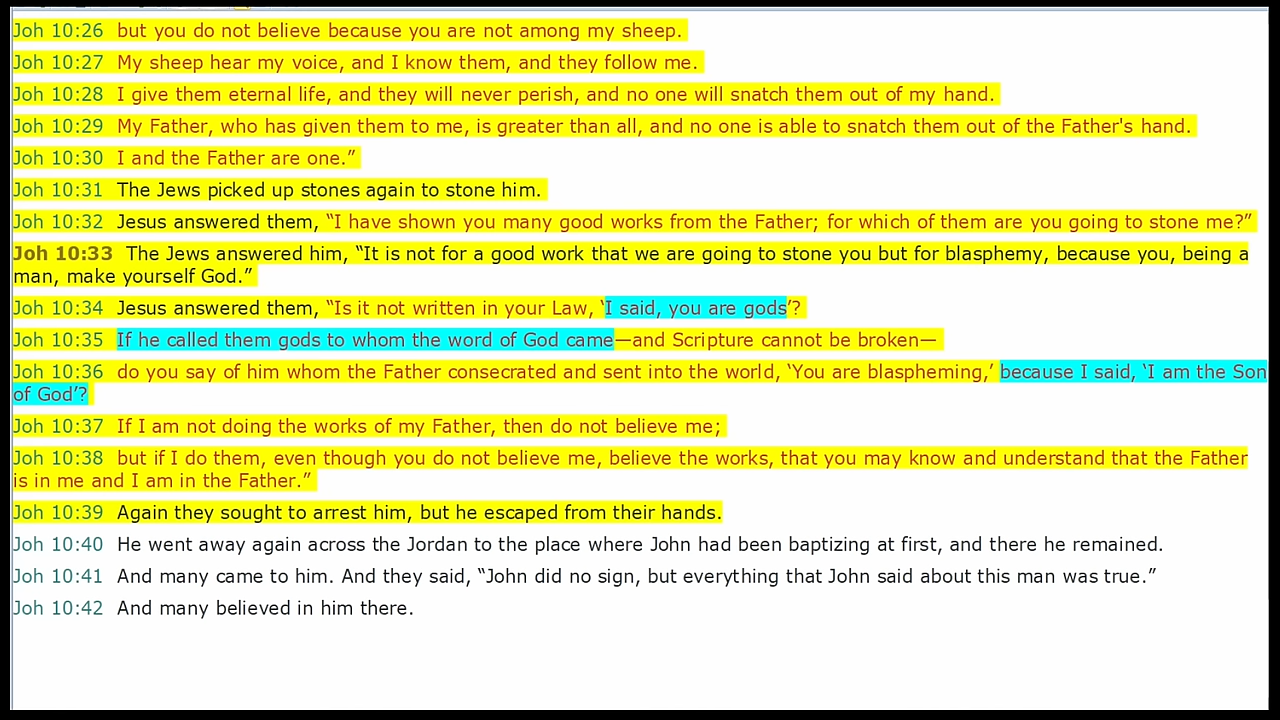 Joh 10:26 but you do not believe because you are not among my sheep.
Joh 10:27 My sheep hear my voice, and I know them, and they follow me.
Joh 10:28 I give them eternal life, and they will never perish, and no one will snatch them out of my hand.
Joh 10:29 My Father, who has given them to me, is greater than all, and no one is able to snatch them out of the Father's hand.
Joh 10:30 I and the Father are one.”
Joh 10:31 The Jews picked up stones again to stone him.
Joh 10:32 Jesus answered them, “I have shown you many good works from the Father; for which of them are you going to stone me?”
Joh 10:33 The Jews answered him, “It is not for a good work that we are going to stone you but for blasphemy, because you, being a
man, make yourself God.”
Joh 10:34 Jesus answered them, “Is it not written in your Law, ‘I said, you are gods’?
Joh 10:35 If he called them gods to whom the word of God came—and Scripture cannot be broken—
Joh 10:36 do you say of him whom the Father consecrated and sent into the world, ‘You are blaspheming,’ because I said, ‘I am the Son
of God’?
Joh 10:37 If I am not doing the works of my Father, then do not believe me;
Joh 10:38 but if I do them, even though you do not believe me, believe the works, that you may know and understand that the Father
is in me and I am in the Father.”
Joh 10:39 Again they sought to arrest him, but he escaped from their hands.
Joh 10:40 He went away again across the Jordan to the place where John had been baptizing at first, and there he remained.
Joh 10:41 And many came to him. And they said, “John did no sign, but everything that John said about this man was true.”
Joh 10:42 And many believed in him there.